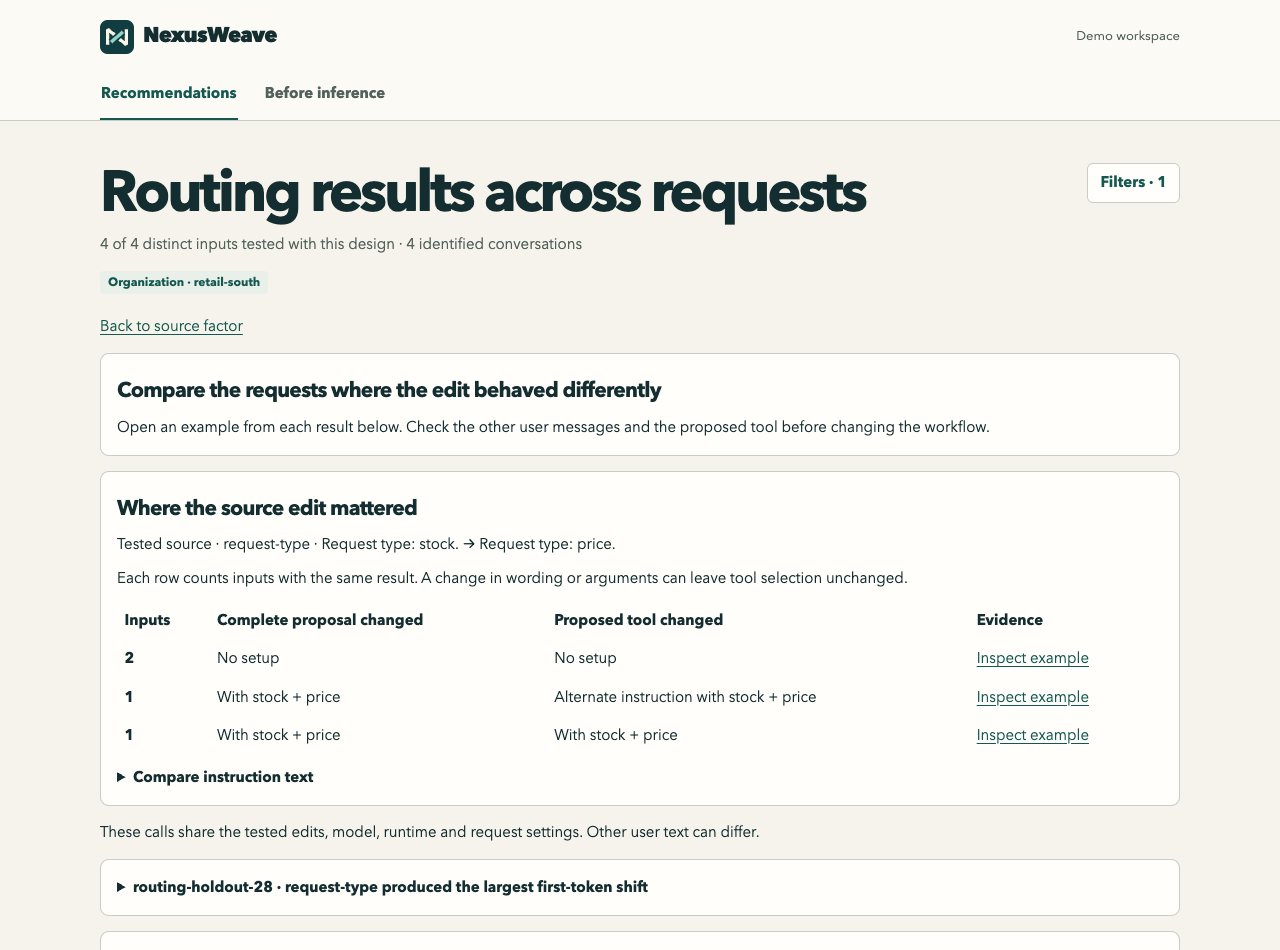 NexusWeave
Demo workspace
Recommendations
Before inference
Routing results across requests
Filters · 1
4 of 4 distinct inputs tested with this design · 4 identified conversations
Organization · retail-south
Back to source factor
Compare the requests where the edit behaved differently
Open an example from each result below. Check the other user messages and the proposed tool before changing the workflow.
Where the source edit mattered
Tested source · request-type · Request type: stock. → Request type: price.
Each row counts inputs with the same result. A change in wording or arguments can leave tool selection unchanged.
Inputs Complete proposal changed Proposed tool changed Evidence
2 No setup No setup Inspect example
1 With stock + price Alternate instruction with stock + price Inspect example
1 With stock + price With stock + price Inspect example
Compare instruction text
These calls share the tested edits, model, runtime and request settings. Other user text can differ.
routing-holdout-28 · request-type produced the largest first-token shift